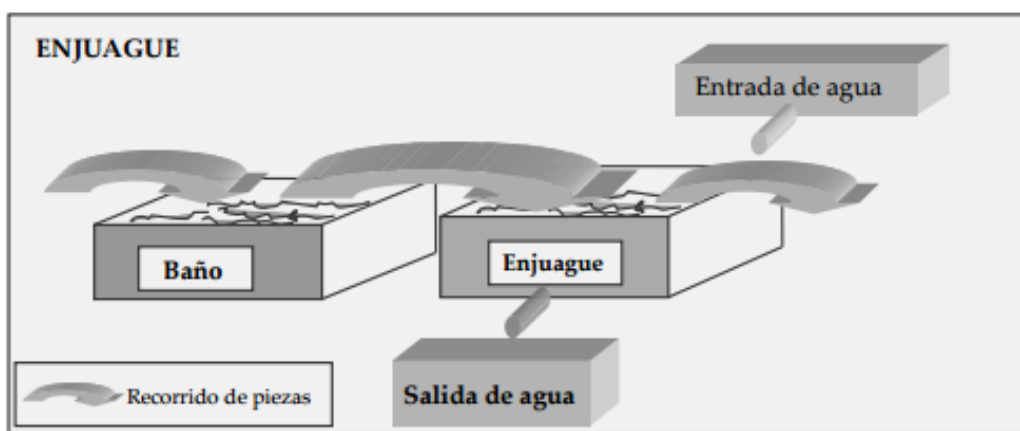 ENJUAGUE
Entrada de agua
Baño
Enjuague
Salida de agua
Recorrido de piezas